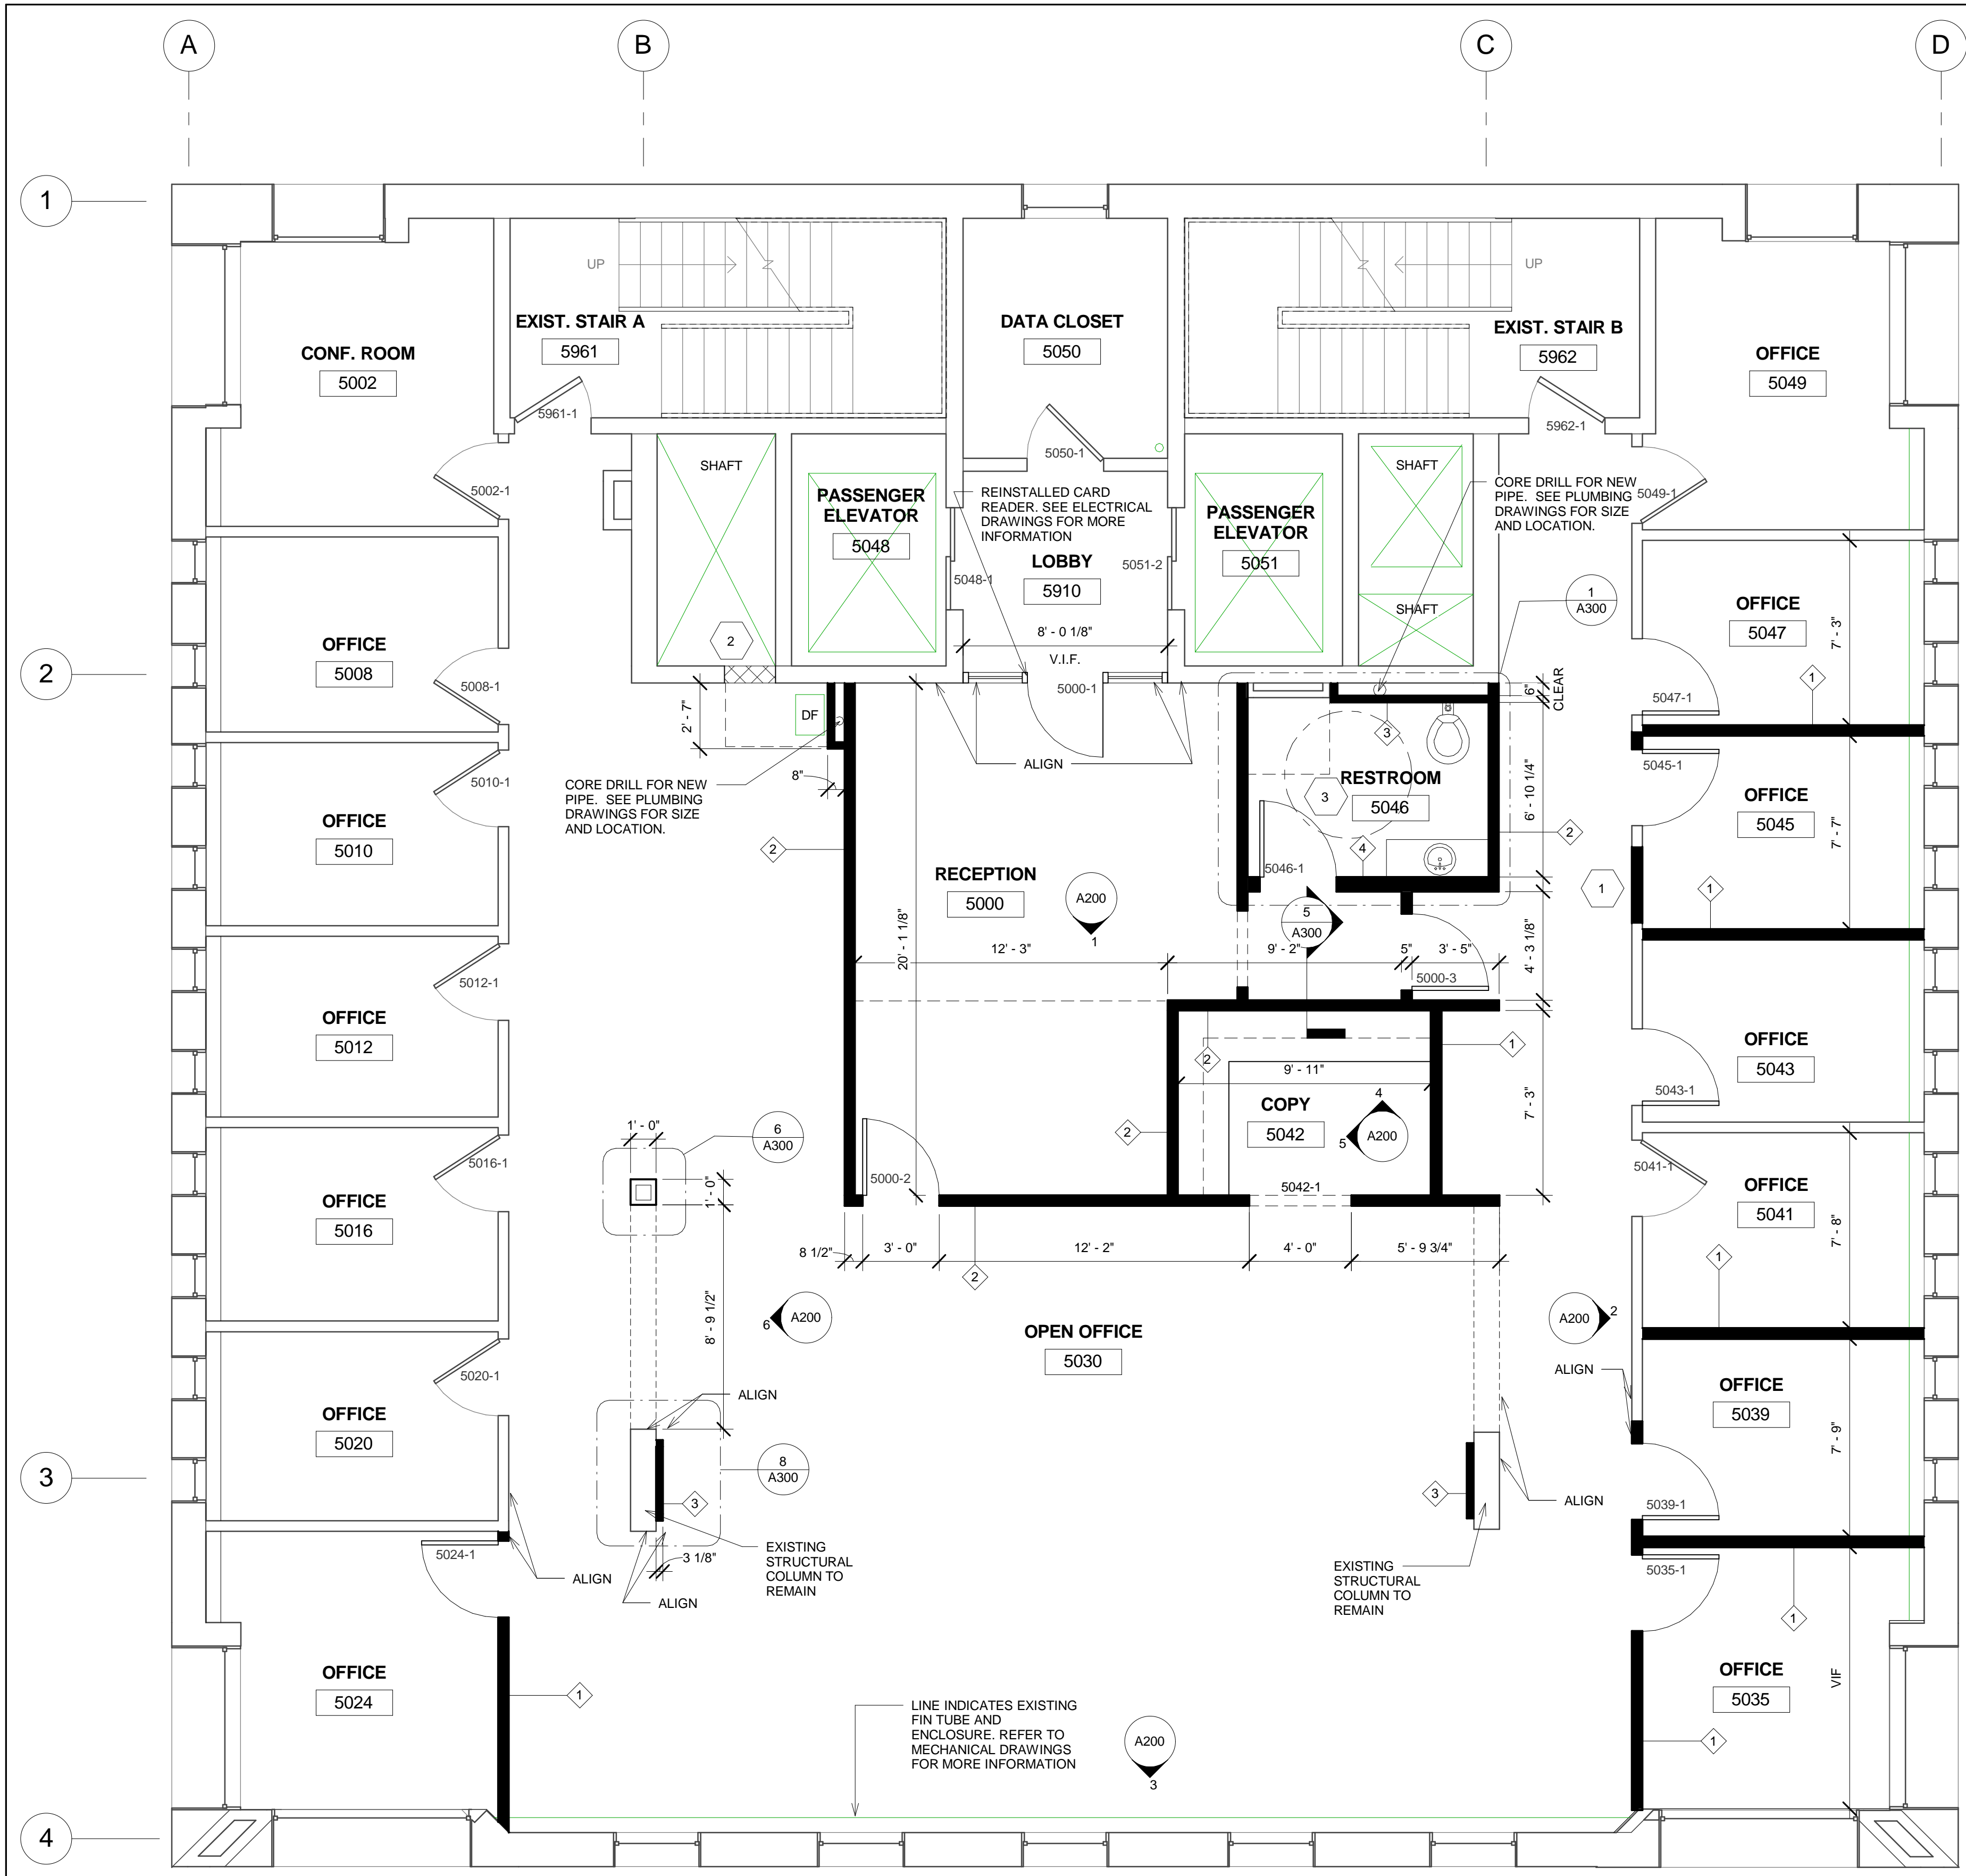 A
B
C
D
1
2
3
4
UP
UP
EXIST. STAIR A
5961
5961-1
DATA CLOSET
5050
5050-1
EXIST. STAIR B
5962
5962-1
CONF. ROOM
5002
5002-1
OFFICE
5049
5049-1
SHAFT
PASSENGER
ELEVATOR
5048
5048-1
REINSTALLED CARD
READER. SEE ELECTRICAL
DRAWINGS FOR MORE
INFORMATION
LOBBY
5910
5051-2
PASSENGER
ELEVATOR
5051
SHAFT
SHAFT
CORE DRILL FOR NEW
PIPE. SEE PLUMBING
DRAWINGS FOR SIZE
AND LOCATION.
1
A300
8' - 0 1/8"
V.I.F.
5000-1
2
OFFICE
5008
5008-1
OFFICE
5047
5047-1
7' - 3"
1
2' - 7"
DF
8"
CORE DRILL FOR NEW
PIPE. SEE PLUMBING
DRAWINGS FOR SIZE
AND LOCATION.
ALIGN
6"
CLEAR
3
RESTROOM
5046
3
4
5046-1
6' - 10 1/4"
2
2
OFFICE
5010
5010-1
5045-1
OFFICE
5045
7' - 7"
1
1
RECEPTION
5000
A200
1
5
A300
20' - 1 1/8"
12' - 3"
9' - 2"
5"
3' - 5"
4' - 3 1/8"
5000-3
OFFICE
5012
5012-1
OFFICE
5043
5043-1
2
1
9' - 11"
COPY
5042
4
5
A200
7' - 3"
2
5042-1
1' - 0"
6
A300
1' - 0"
5000-2
OFFICE
5016
5016-1
5041-1
OFFICE
5041
7' - 8"
1
8 1/2"
3' - 0"
12' - 2"
4' - 0"
5' - 9 3/4"
2
8' - 9 1/2"
6
A200
A200
2
OPEN OFFICE
5030
OFFICE
5020
5020-1
ALIGN
ALIGN
OFFICE
5039
5039-1
7' - 9"
8
A300
3
3
ALIGN
3 1/8"
EXISTING
STRUCTURAL
COLUMN TO
REMAIN
EXISTING
STRUCTURAL
COLUMN TO
REMAIN
5024-1
ALIGN
ALIGN
5035-1
1
OFFICE
5024
1
OFFICE
5035
VIF
1
LINE INDICATES EXISTING
FIN TUBE AND
ENCLOSURE. REFER TO
MECHANICAL DRAWINGS
FOR MORE INFORMATION
A200
3